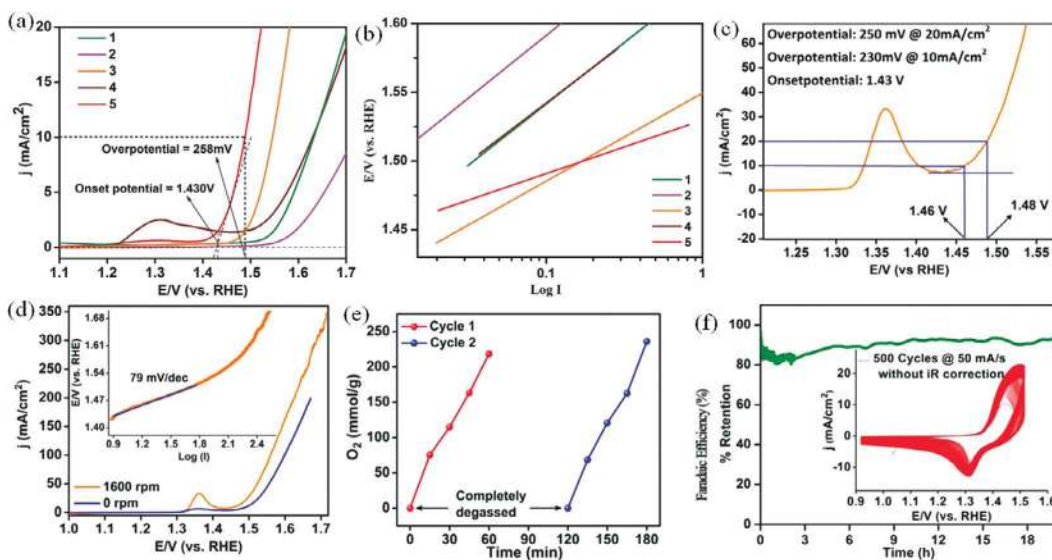 (a)
j (mA/cm²)
20
15
10
5
0
1
2
3
4
5
Overpotential = 258mV
Onset potential = 1.430V
1.1 1.2 1.3 1.4 1.5 1.6 1.7
E/V (vs. RHE)
(b)
E/V (vs. RHE)
1.60
1.55
1.50
1.45
1
2
3
4
5
0.1 1
Log I
(c)
Overpotential: 250 mV @ 20mA/cm²
Overpotential: 230mV @ 10mA/cm²
Onsetpotential: 1.43 V
j (mA/cm²)
70
60
50
40
30
20
10
0
-10
-20
1.46 V
1.48 V
1.21 1.27 1.32 1.38 1.43 1.49 1.55
E/V (vs RHE)
(d)
j (mA/cm²)
350
300
250
200
150
100
50
0
E/V (vs. RHE)
1.68
1.61
1.54
1.47
1.40
79 mV/dec
0.9 1.2 1.5 1.8 2.1 2.4
Log (I)
1600 rpm
0 rpm
1.0 1.1 1.2 1.3 1.4 1.5 1.6 1.7
E/V (vs. RHE)
(e)
O₂ (mmol/g)
250
200
150
100
50
0
Cycle 1
Cycle 2
Completely
degassed
0 30 60 90 120 150 180
Time (min)
(f)
Faradaic Efficiency (%)
% Retention
100
80
60
40
20
0
500 Cycles @ 50 mA/s
without iR correction
j (mA/cm²)
20
10
0
-10
0.9 1.0 1.1 1.2 1.3 1.4 1.5 1.6
E/V (vs. RHE)
0 3 6 9 12 15 18
Time (h)